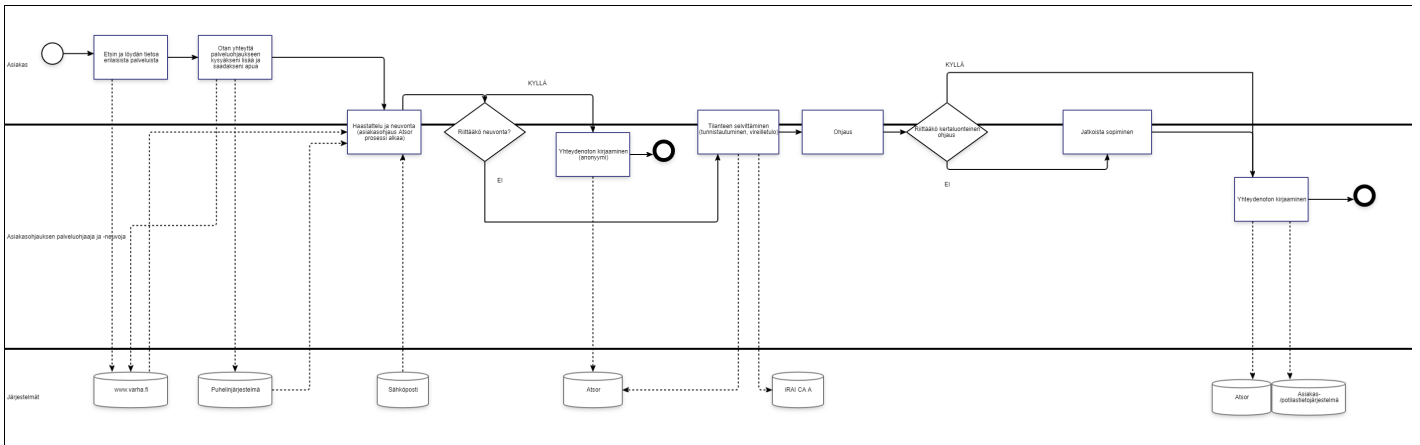 Asiakas
Etsin ja löydän tietoa
erilaisista palveluista
Otan yhteyttä
palveluohjaukseen
kysyäkseni lisää ja
saadakseni apua
KYLLÄ
KYLLÄ
Haastattelu ja neuvonta
(asiakasohjaus Atsor
prosessi alkaa)
Riittääkö neuvonta?
Yhteydenoton kirjaaminen
(anonyymi)
EI
Tilanteen selvittäminen
(tunnistautuminen, vireilletulo)
Ohjaus
Riittääkö kertaluonteinen
ohjaus
EI
Jatkoista sopiminen
Yhteydenoton kirjaaminen
Asiakasohjauksen palveluohjaaja ja -neuvoja
Järjestelmät
www.varha.fi
Puhelinjärjestelmä
Sähköposti
Atsor
CA A
Atsor
Asiakas-
/potilastietojärjestelmä